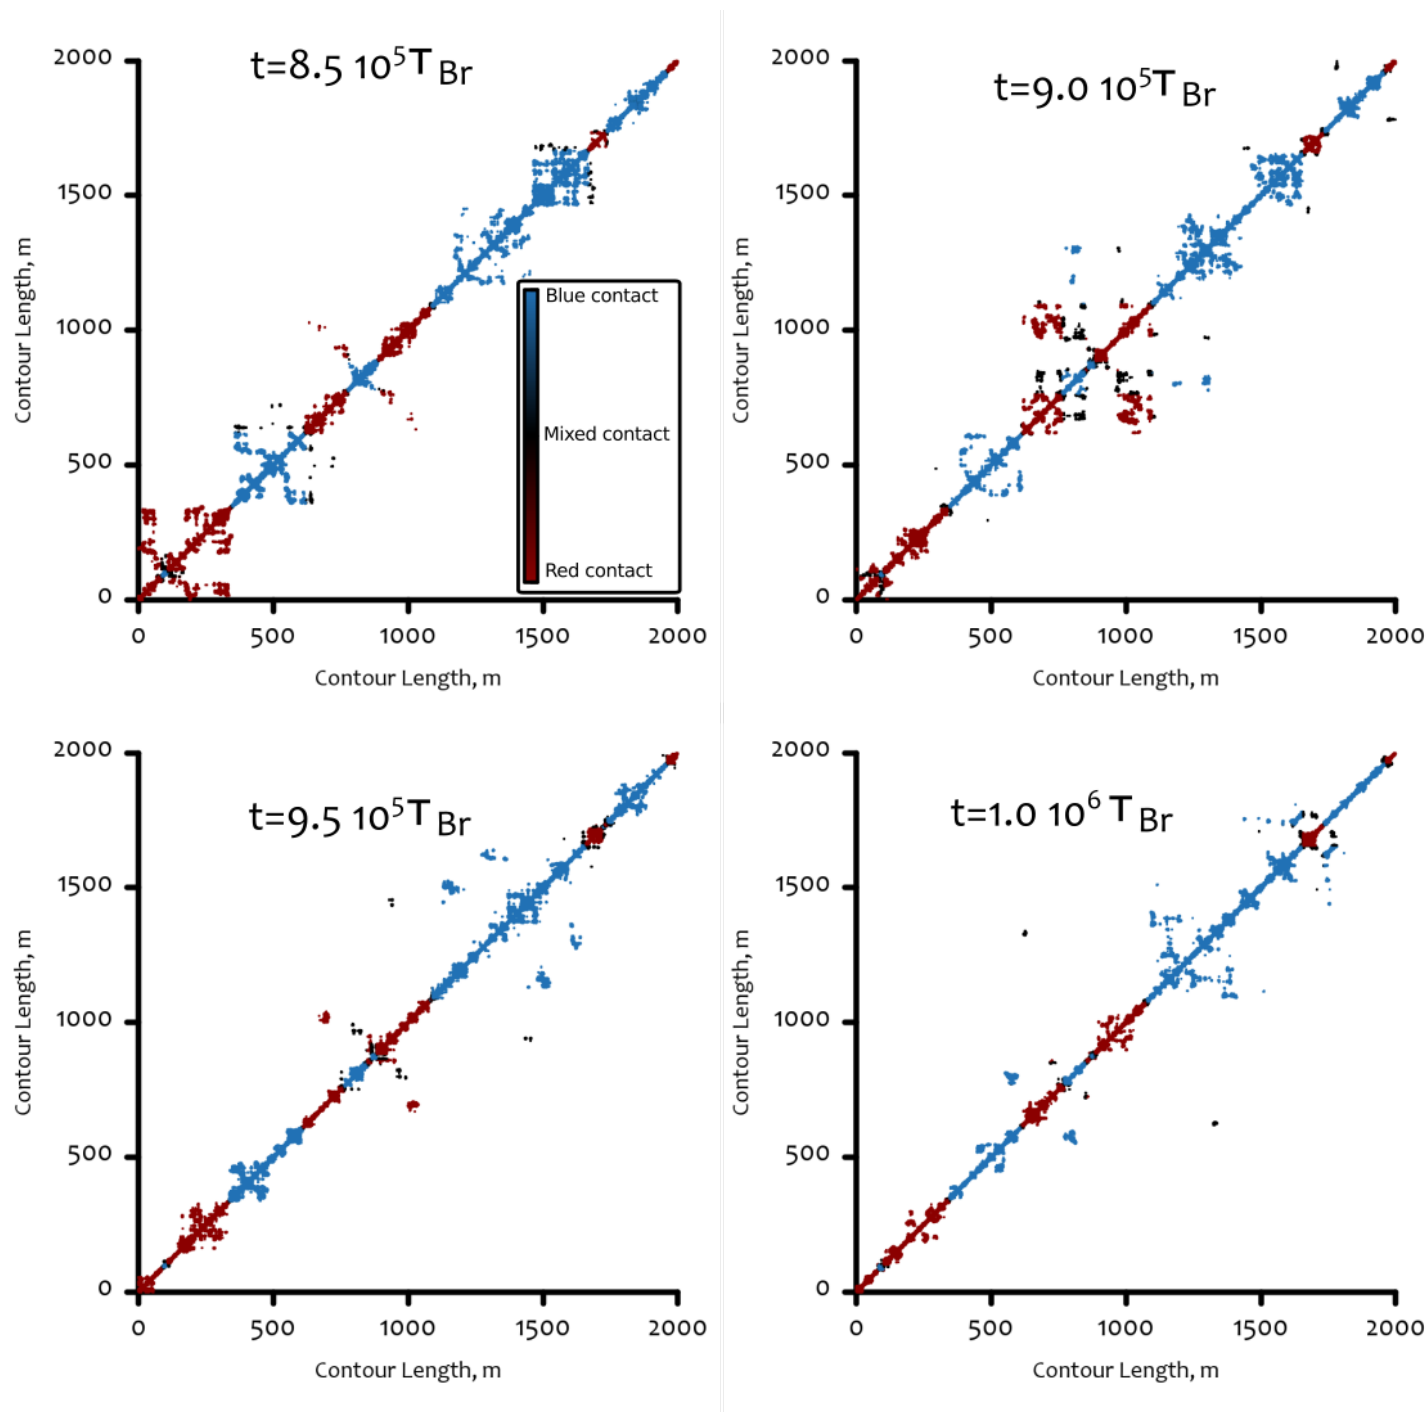 t=8.5 10⁵T Br
2000
1500
1000
500
0
0 500 1000 1500 2000
Contour Length, m
Contour Length, m
Blue contact
Mixed contact
Red contact
t=9.0 10⁵T Br
2000
1500
1000
500
0
0 500 1000 1500 2000
Contour Length, m
Contour Length, m
t=9.5 10⁵T Br
2000
1500
1000
500
0
0 500 1000 1500 2000
Contour Length, m
Contour Length, m
t=1.0 10⁶ T Br
2000
1500
1000
500
0
0 500 1000 1500 2000
Contour Length, m
Contour Length, m